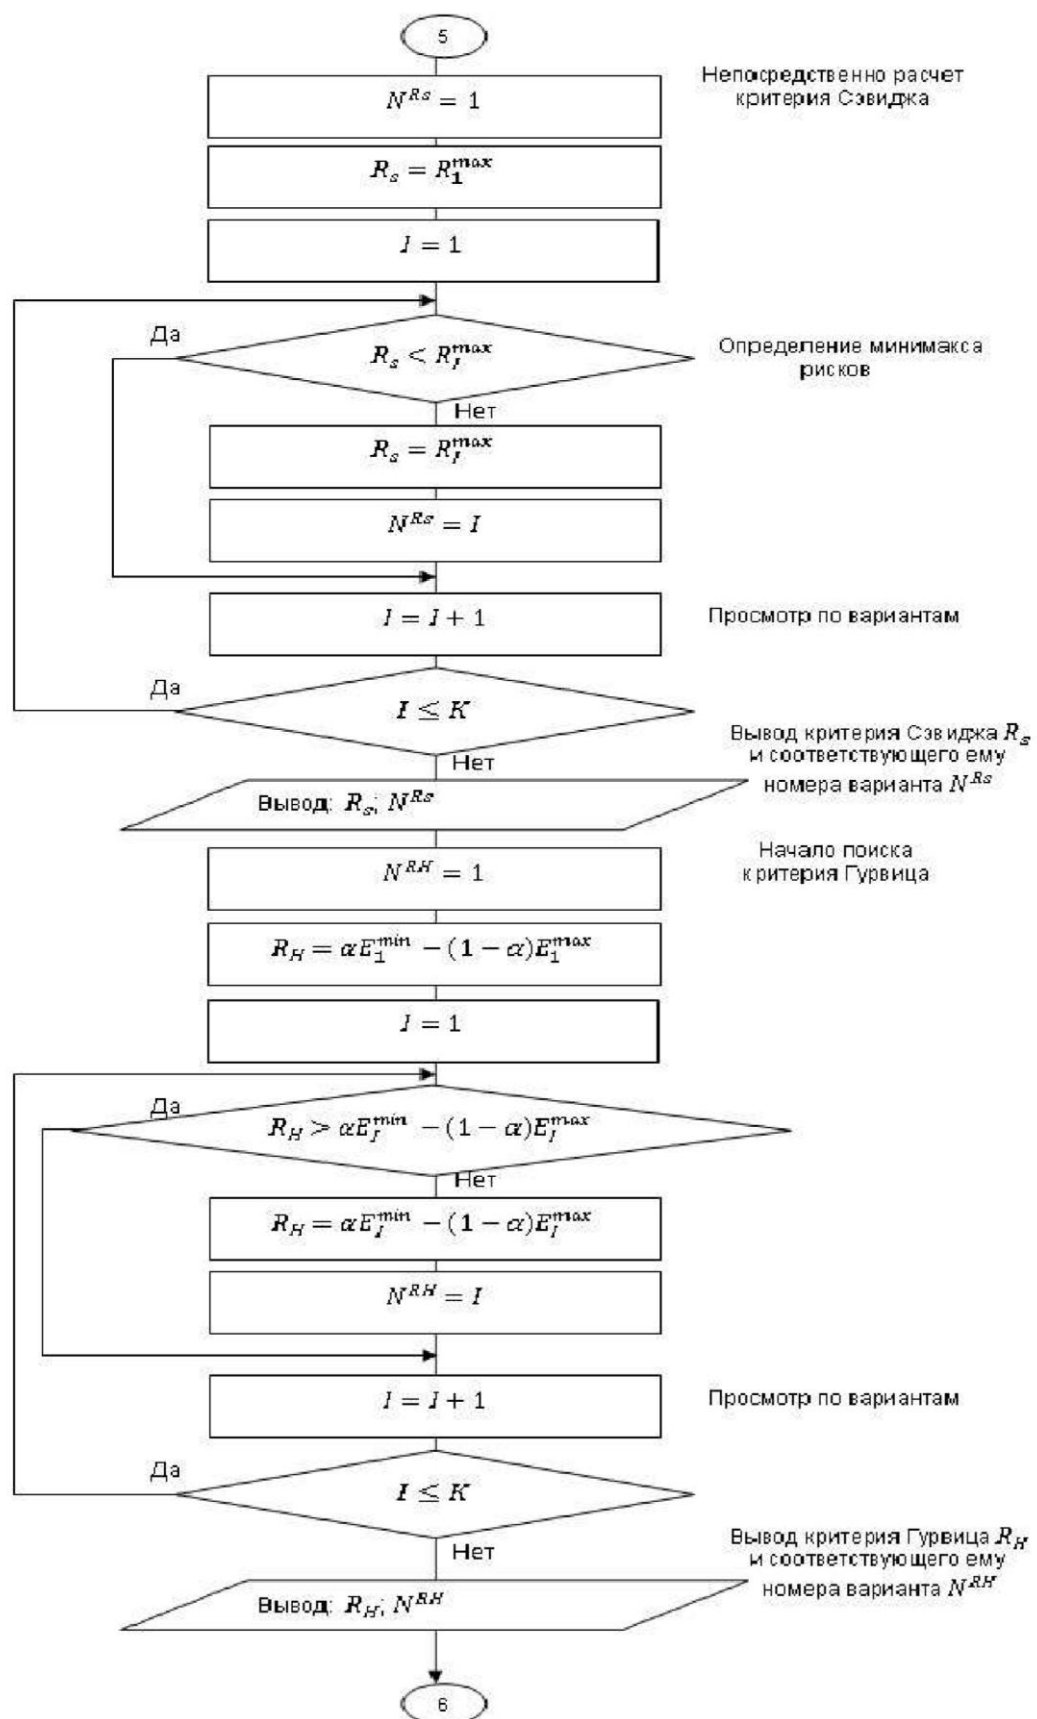 5
Непосредственно расчет
критерия Сэвиджа
N^{Rs} = 1
R_s = R_1^{max}
I = 1
Да
R_s < R_I^{max}
Определение минимакса
рисков
Нет
R_s = R_I^{max}
N^{Rs} = I
I = I + 1
Просмотр по вариантам
Да
I ≤ K
Нет
Вывод критерия Сэвиджа R_s
и соответствующего ему
номера варианта N^{Rs}
Вывод: R_s; N^{Rs}
Начало поиска
критерия Гурвица
N^{RH} = 1
R_H = αE_1^{min} − (1 − α)E_1^{max}
I = 1
Да
R_H > αE_I^{min} − (1 − α)E_I^{max}
Нет
R_H = αE_I^{min} − (1 − α)E_I^{max}
N^{RH} = I
I = I + 1
Просмотр по вариантам
Да
I ≤ K
Нет
Вывод критерия Гурвица R_H
и соответствующего ему
номера варианта N^{RH}
Вывод: R_H; N^{RH}
6